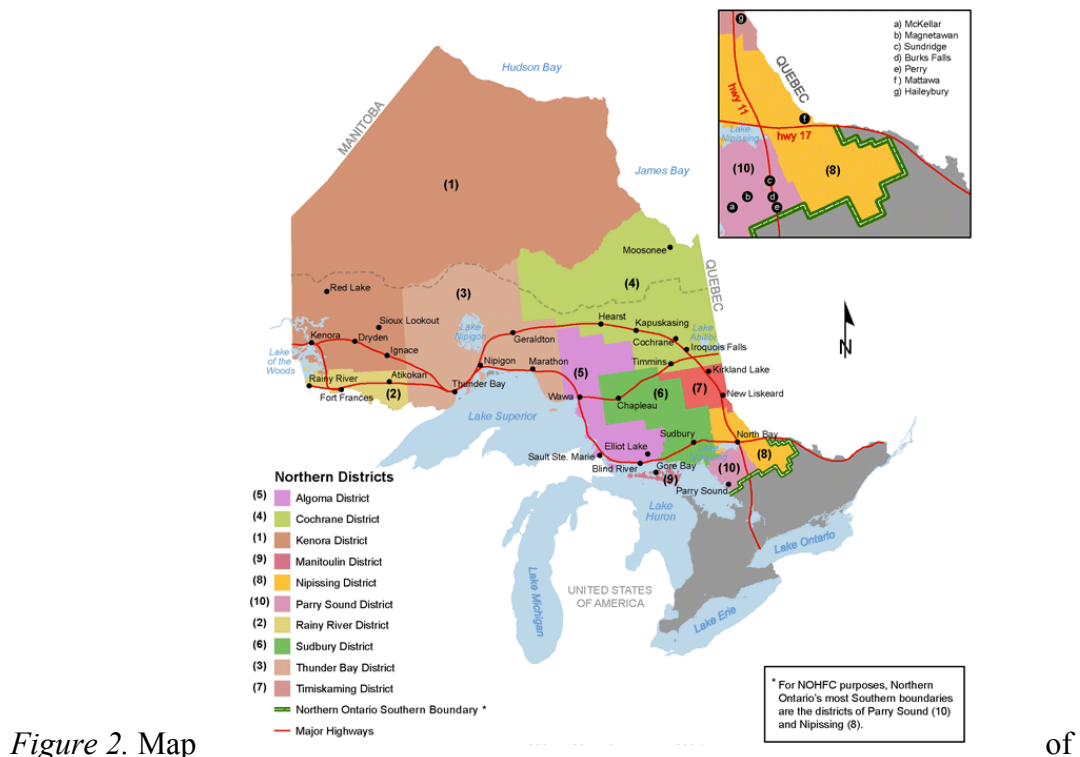 a) McKellar
b) Magnetawan
c) Sundridge
d) Burks Falls
e) Perry
f) Mattawa
g) Haileybury
g
QUEBEC
hwy 11
f
hwy 17
Lake Nipissing
(10)
(8)
c
b
d
a
e
Hudson Bay
MANITOBA
(1)
James Bay
Moosonee
QUEBEC
(4)
Red Lake
(3)
Sioux Lookout
Lake Nipigon
Hearst
Kapuskasing
Lake Abitibi
Geraldton
Cochrane
Iroquois Falls
Kenora
Dryden
Ignace
Timmins
N
Lake of the Woods
Nipigon
Marathon
(5)
Kirkland Lake
Rainy River
Atikokan
(7)
(6)
(2)
Fort Frances
Thunder Bay
Wawa
Chapleau
New Liskeard
Lake Superior
Sudbury
North Bay
Elliot Lake
Sault Ste. Marie
(8)
Blind River
Gore Bay
(10)
(9)
Parry Sound
Lake Huron
Lake Ontario
Lake Michigan
UNITED STATES
OF AMERICA
Lake Erie
Northern Districts
(5) Algoma District
(4) Cochrane District
(1) Kenora District
(9) Manitoulin District
(8) Nipissing District
(10) Parry Sound District
(2) Rainy River District
(6) Sudbury District
(3) Thunder Bay District
(7) Timiskaming District
Northern Ontario Southern Boundary *
Major Highways
* For NOHFC purposes, Northern
Ontario's most Southern boundaries
are the districts of Parry Sound (10)
and Nipissing (8).
Figure 2. Map of